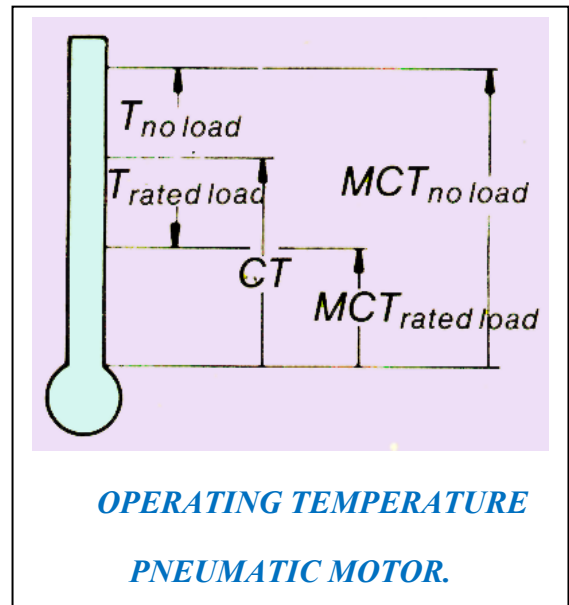 T no load
MCT no load
T rated load
CT
MCT rated load
OPERATING TEMPERATURE
PNEUMATIC MOTOR.